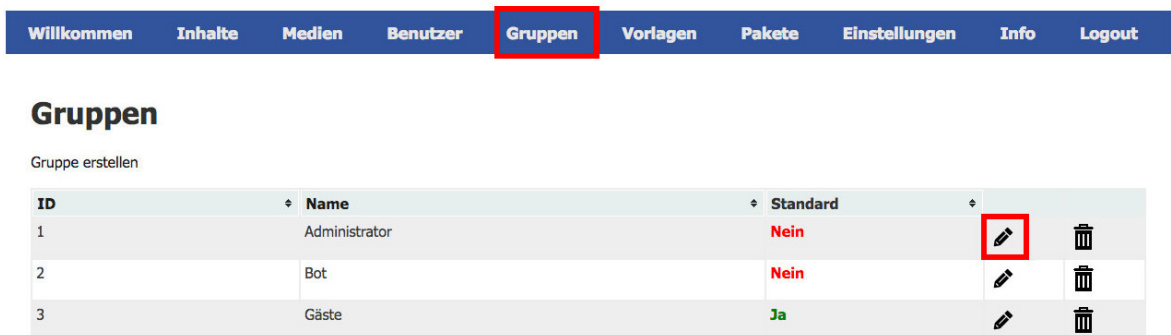 Willkommen Inhalte Medien Benutzer Gruppen Vorlagen Pakete Einstellungen Info Logout
Gruppen
Gruppe erstellen
ID Name Standard
1 Administrator Nein
2 Bot Nein
3 Gäste Ja